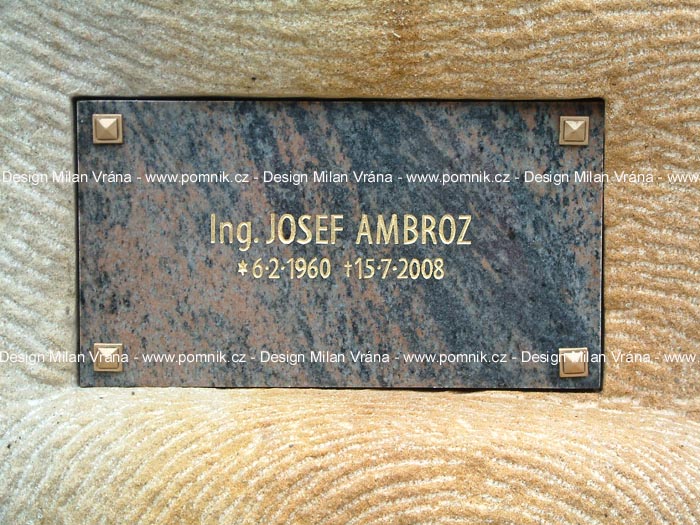 Design Milan Vrána - www.pomnik.cz - Design Milan Vrána - www.pomnik.cz - Design Milan Vrána -
Ing. JOSEF AMBROZ
*6·2·1960 †15·7·2008
Design Milan Vrána - www.pomnik.cz - Design Milan Vrána - www.pomnik.cz - Design Milan Vrána - www